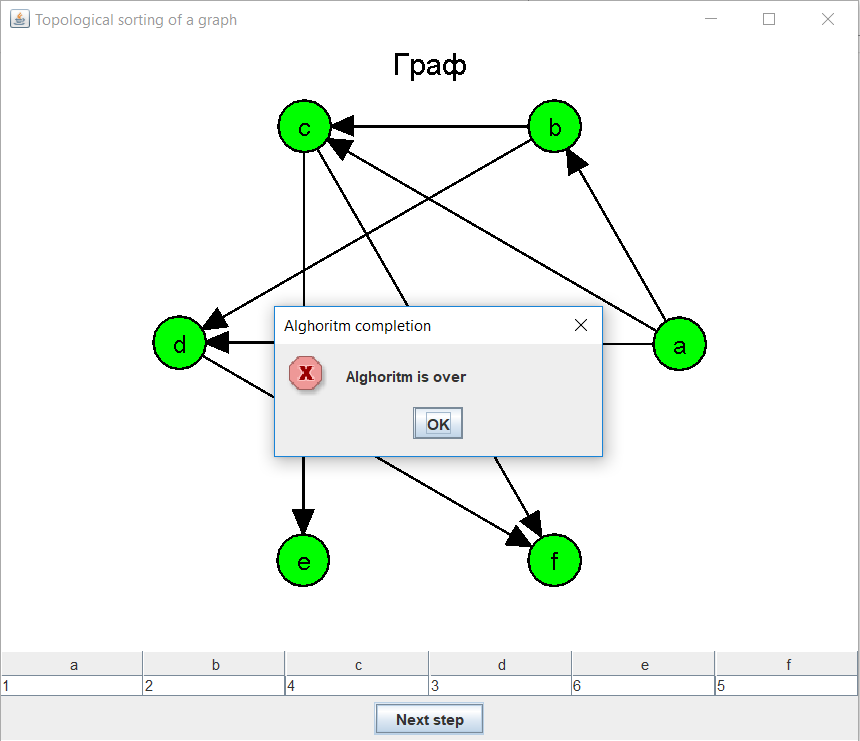 Topological sorting of a graph
Граф
c
b
d
a
Alghoritm completion
X
Alghoritm is over
OK
e
f
a b c d e f
1 2 4 3 6 5
Next step